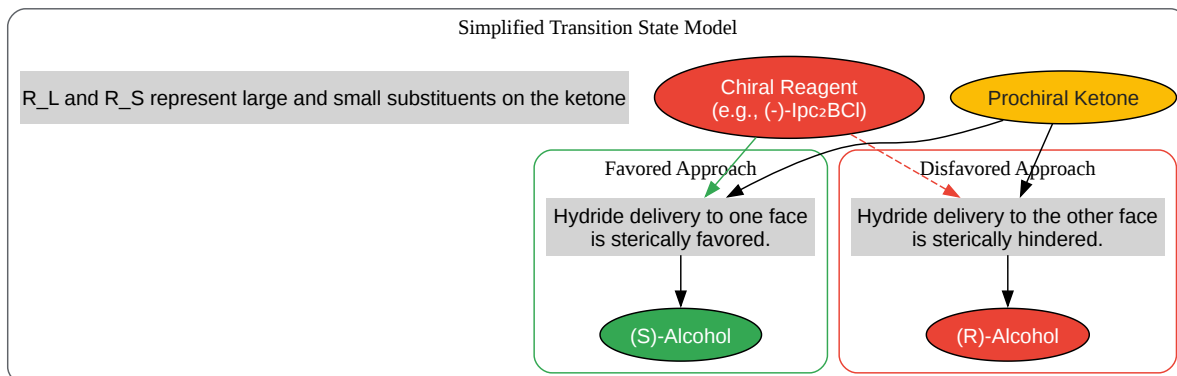 Simplified Transition State Model
R_L and R_S represent large and small substituents on the ketone
Chiral Reagent
(e.g., (-)-Ipc₂BCl)
Prochiral Ketone
Favored Approach
Hydride delivery to one face
is sterically favored.
(S)-Alcohol
Disfavored Approach
Hydride delivery to the other face
is sterically hindered.
(R)-Alcohol